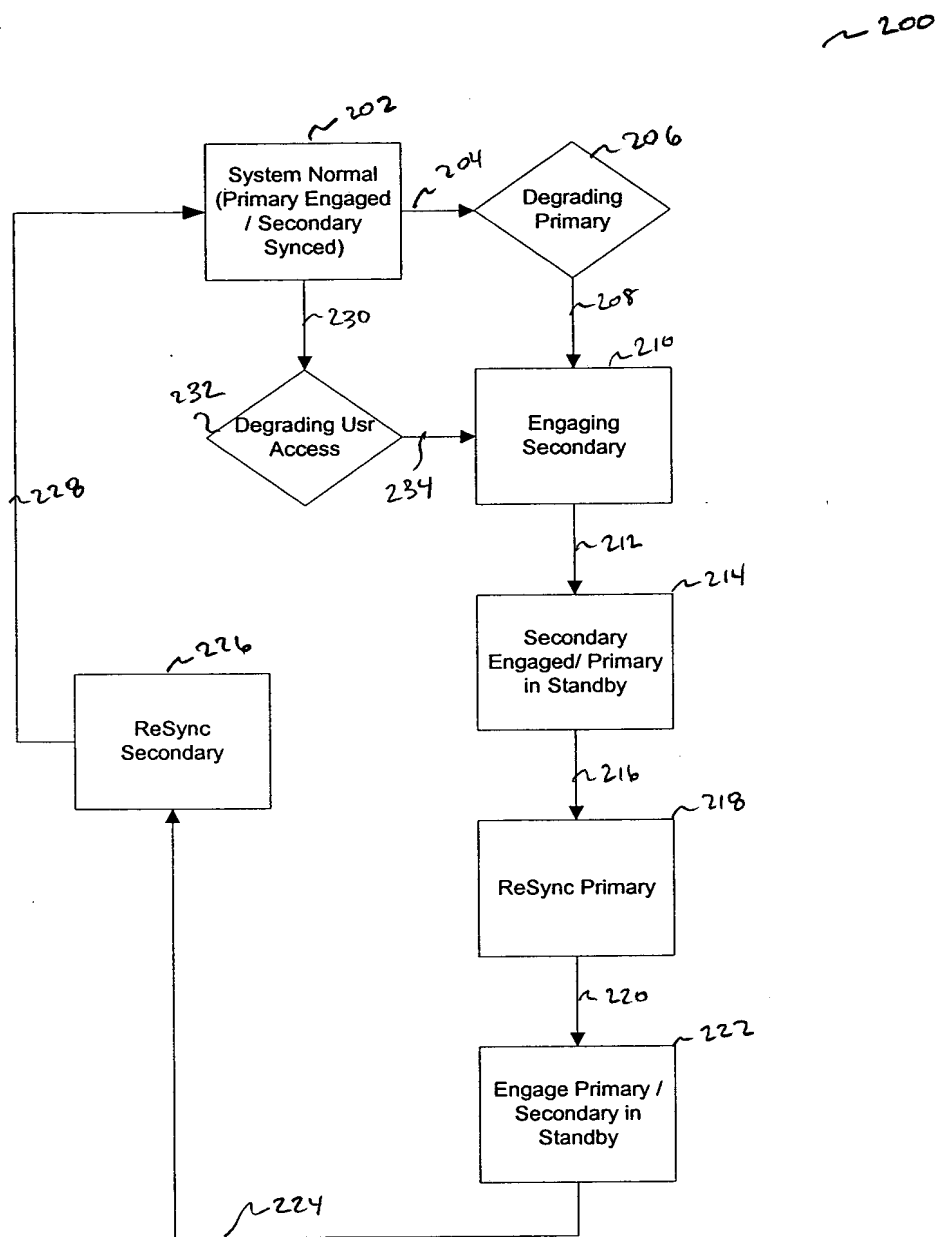 200
202
System Normal
(Primary Engaged
/ Secondary
Synced)
204
206
Degrading
Primary
208
230
210
232
Degrading Usr
Access
234
Engaging
Secondary
228
212
214
Secondary
Engaged/ Primary
in Standby
226
ReSync
Secondary
216
218
ReSync Primary
220
222
Engage Primary /
Secondary in
Standby
224